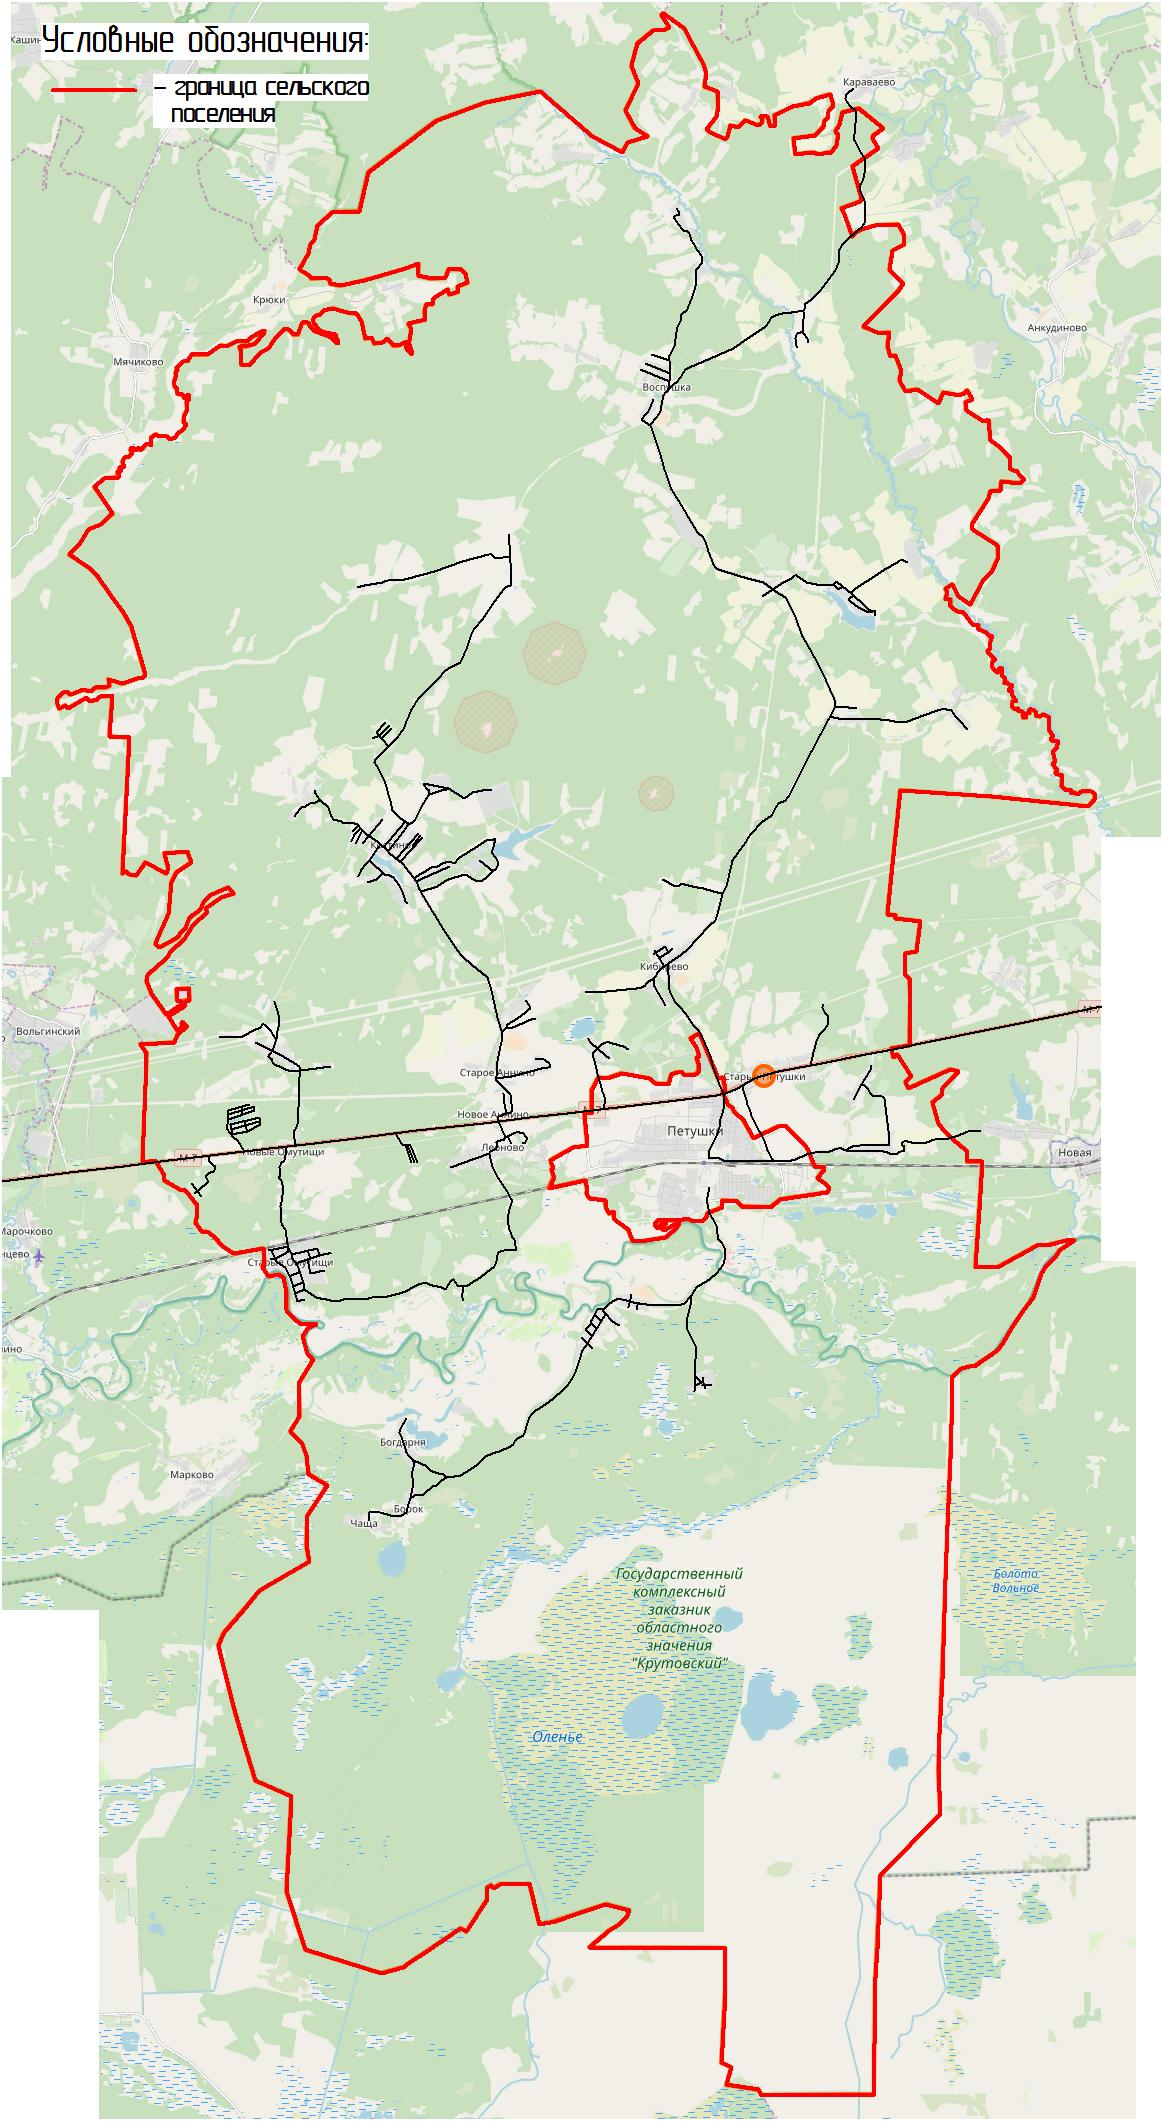 Условные обозначения:
– граница сельского
поселения
Караваево
Крюки
Анкудиново
Мячиково
Воспушка
Вольгинский
Старое Аннино
Старые Петушки
М-7
Новое Аннино
Петушки
Леоново
Новые Омутищи
М-7
Новая
Старые Омутищи
Богдарня
Марково
Борок
Чаща
Государственный
комплексный
заказник
областного
значения
"Крутовский"
Болото
Вольное
Оленье